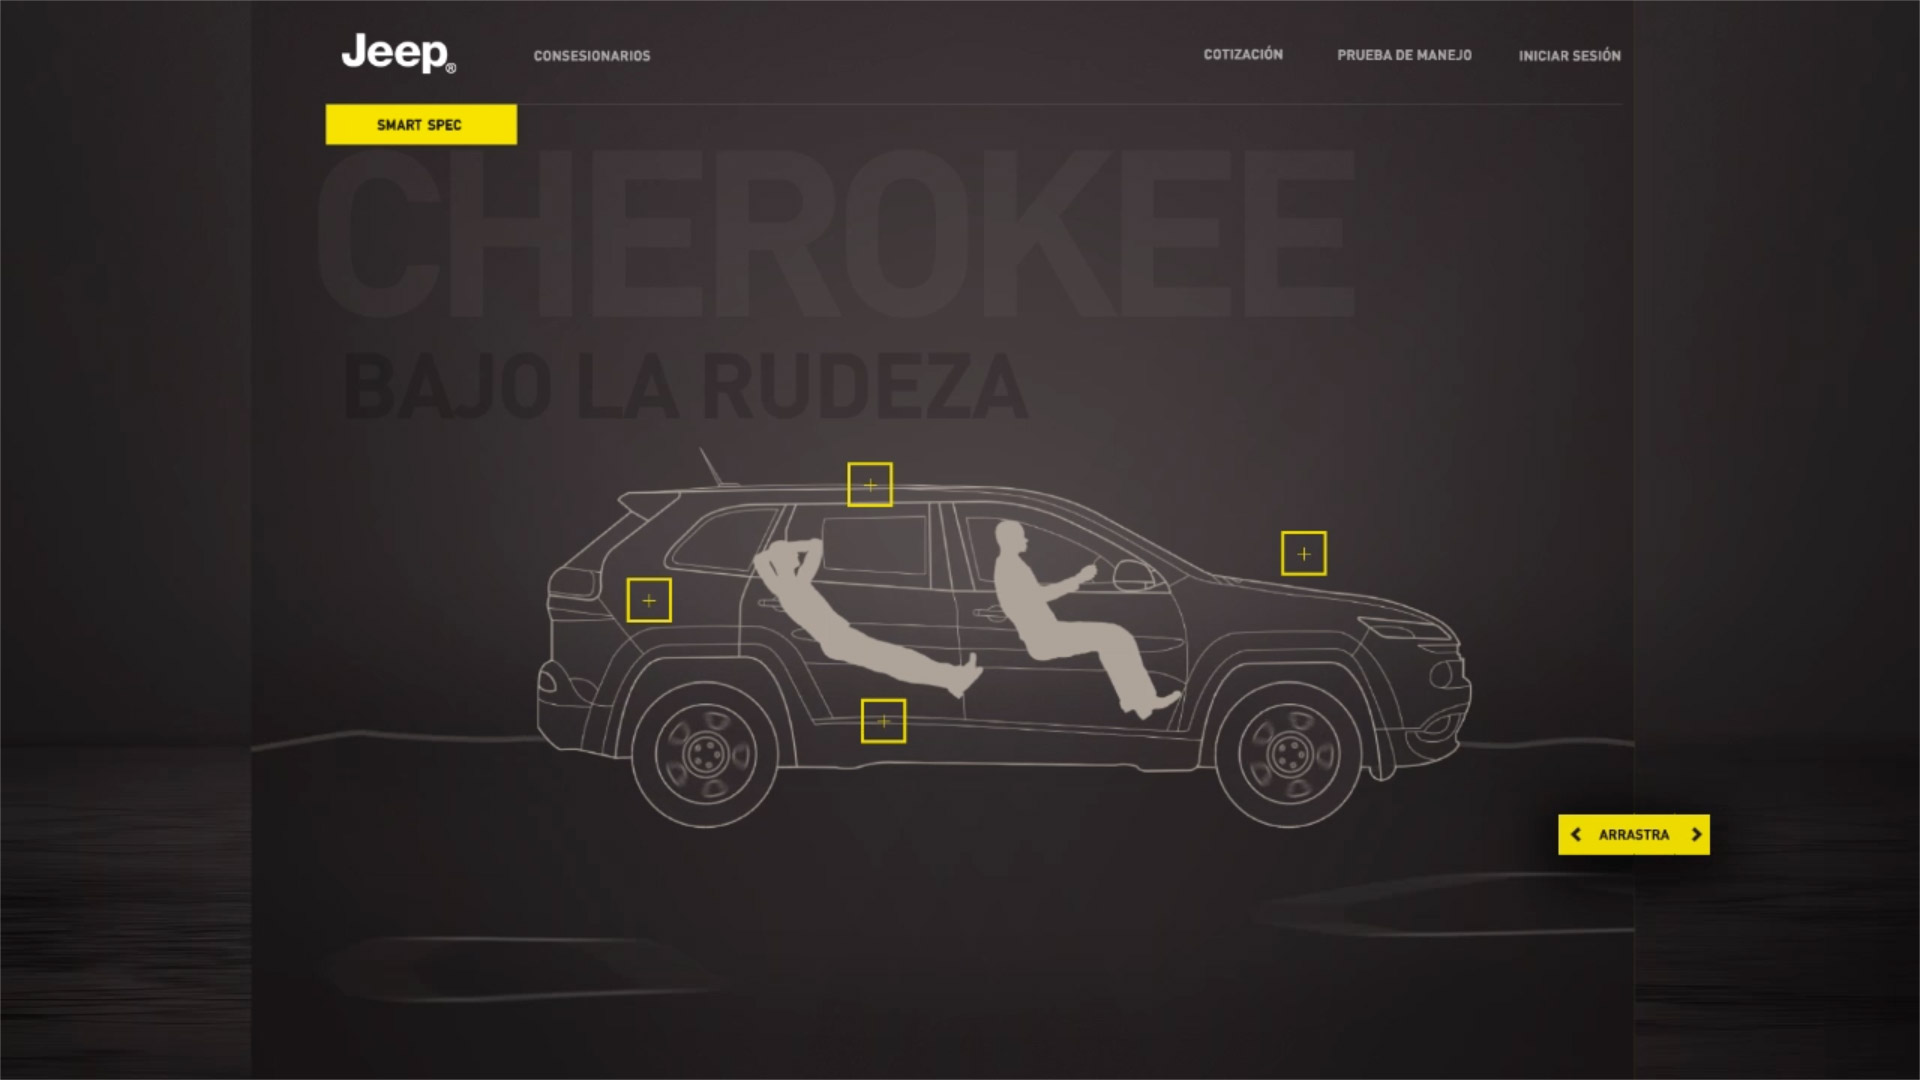 Jeep®
CONSESIONARIOS
COTIZACIÓN
PRUEBA DE MANEJO
INICIAR SESIÓN
SMART SPEC
CHEROKEE
BAJO LA RUDEZA
ARRASTRA